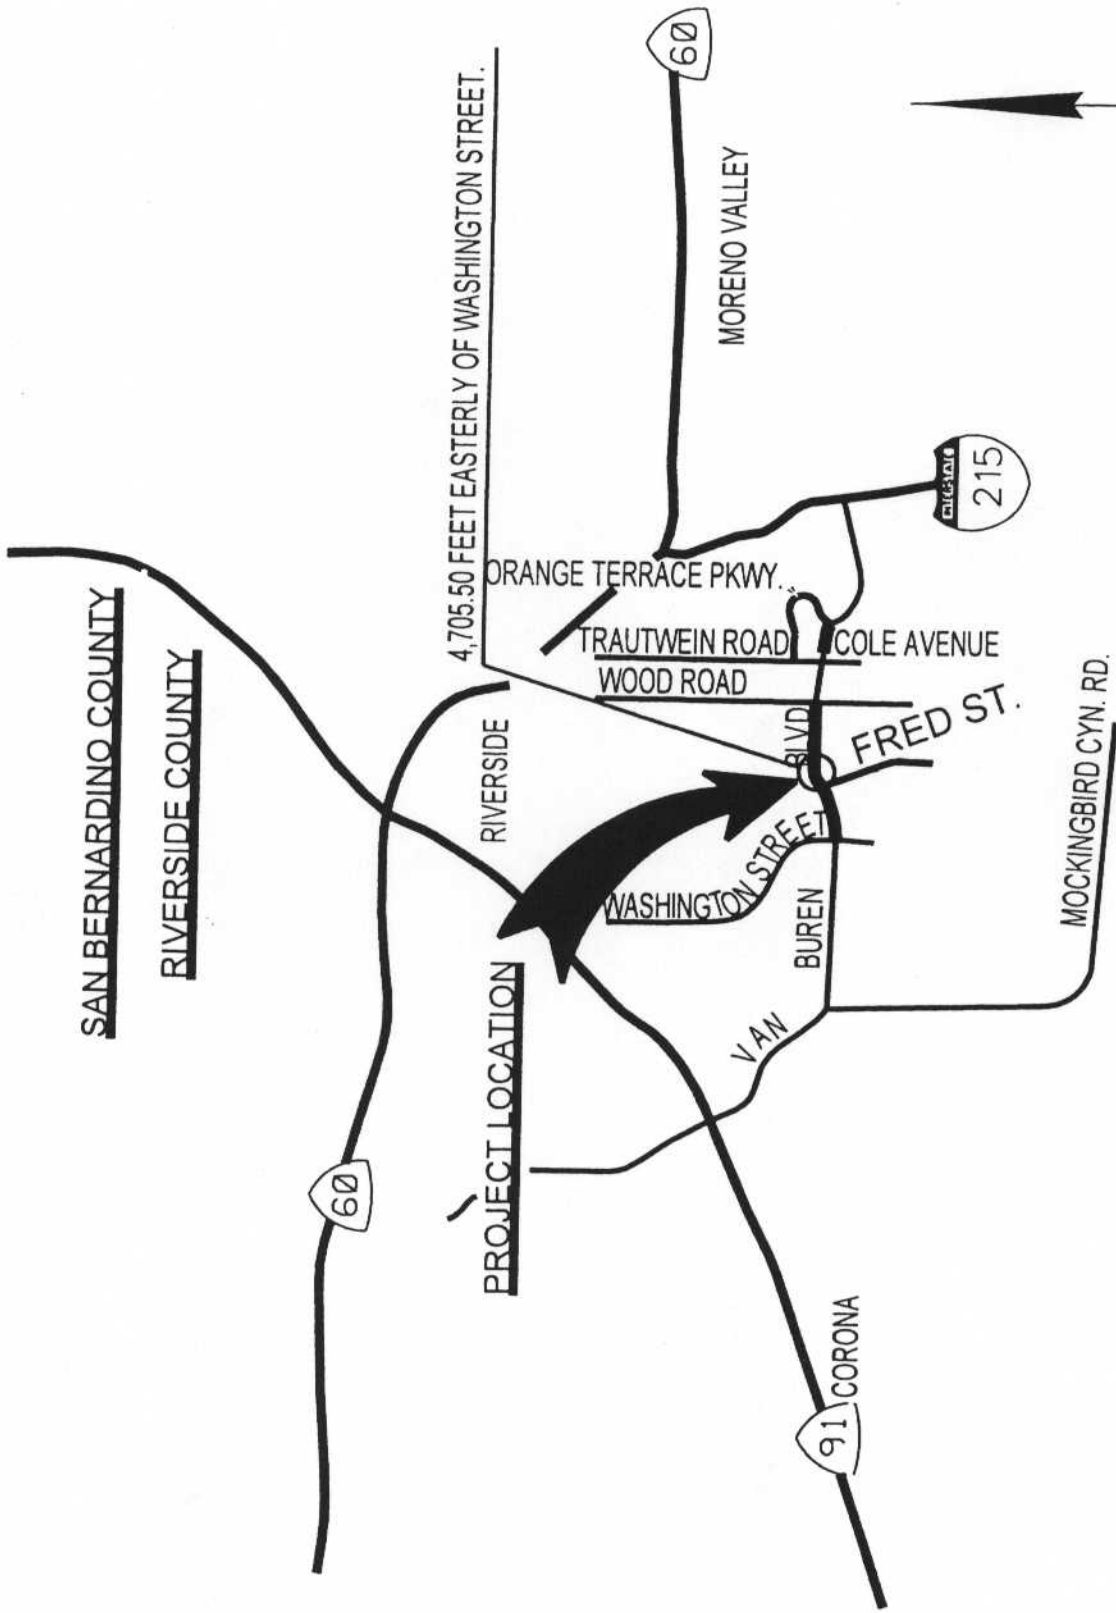 SAN BERNARDINO COUNTY
RIVERSIDE COUNTY
60
4,705.50 FEET EASTERLY OF WASHINGTON STREET.
RIVERSIDE
PROJECT LOCATION
ORANGE TERRACE PKWY.
60
MORENO VALLEY
TRAUTWEIN ROAD
COLE AVENUE
WOOD ROAD
WASHINGTON STREET
VAN
BUREN
BLVD
FRED ST.
INTERSTATE
215
91
CORONA
MOCKINGBIRD CYN. RD.